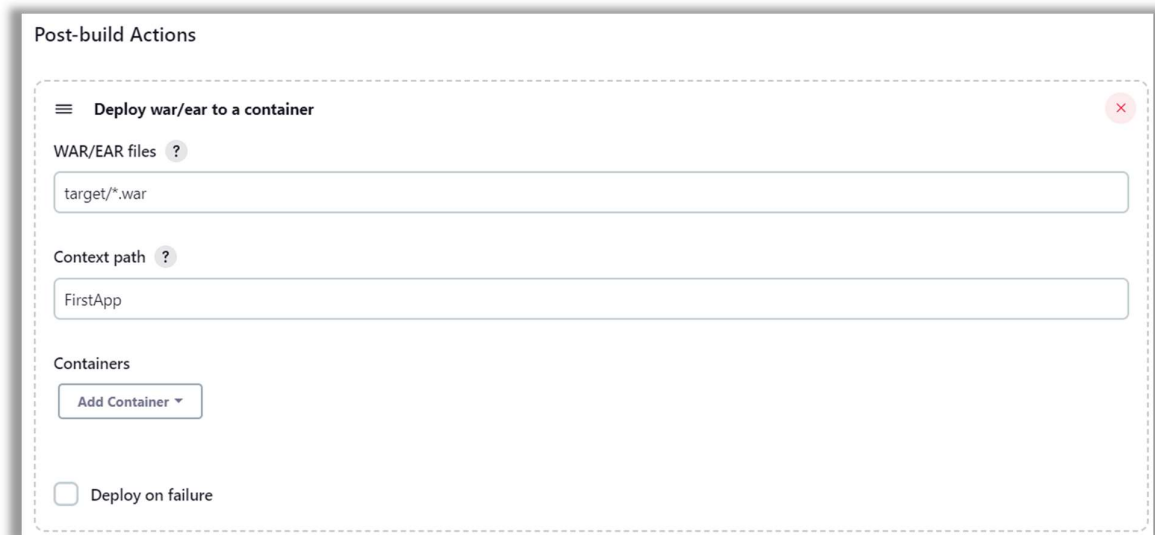 Post-build Actions
Deploy war/ear to a container
WAR/EAR files ?
target/*.war
Context path ?
FirstApp
Containers
Add Container
Deploy on failure